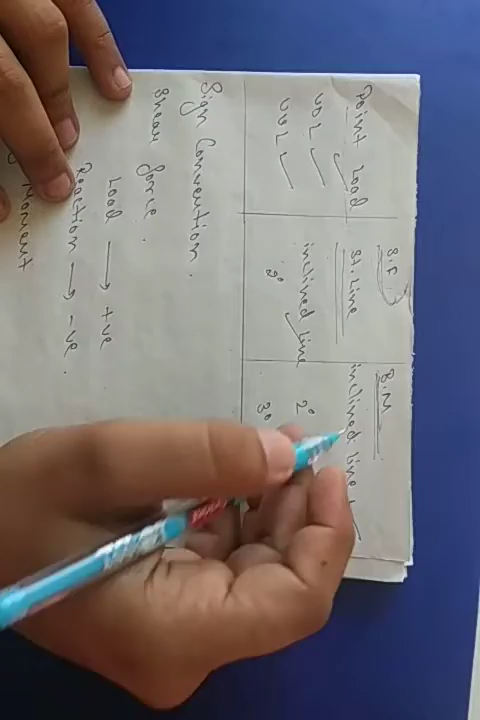 S.F B.M
Point Load St. Line inclined line
UDL inclined line 2°
UVL 2° 3°
Sign Convention.
Shear force.
Load → +ve
Reaction → -ve.
Moment